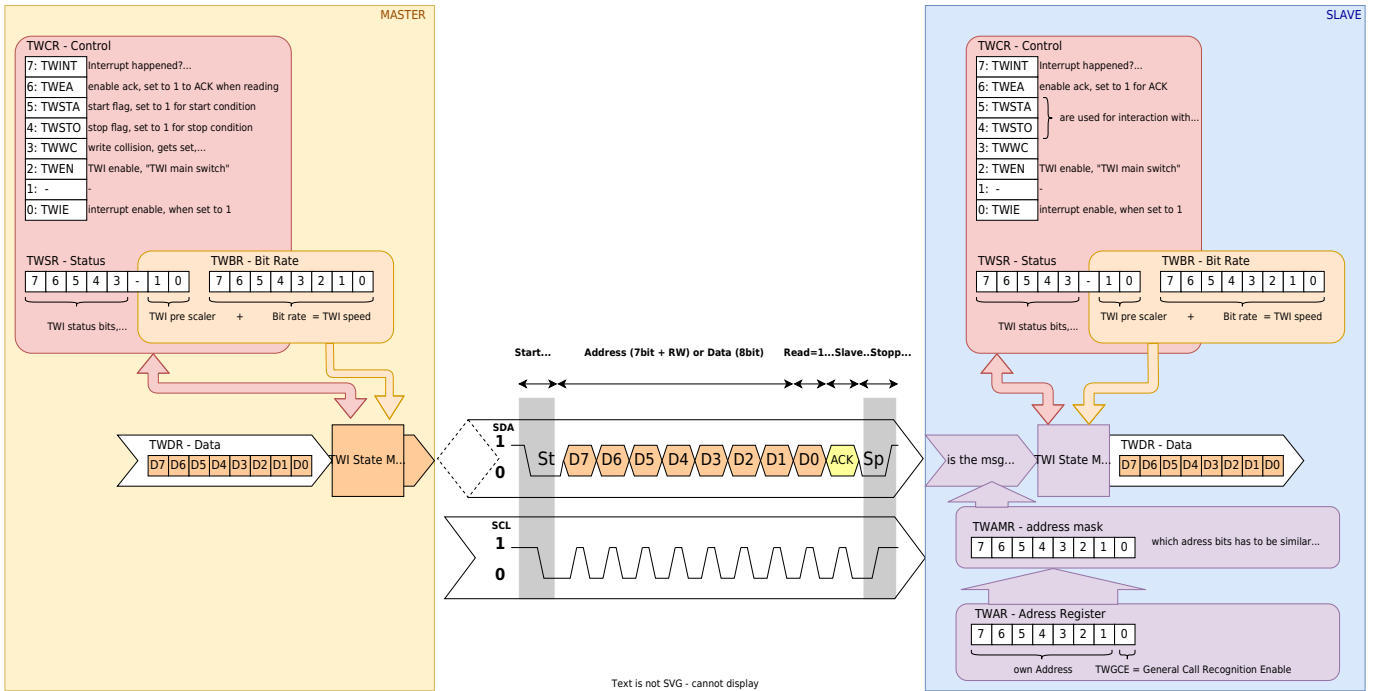 MASTER
TWCR - Control
7: TWINT Interrupt happened?...
6: TWEA enable ack, set to 1 to ACK when reading
5: TWSTA start flag, set to 1 for start condition
4: TWSTO stop flag, set to 1 for stop condition
3: TWWC write collision, gets set,...
2: TWEN TWI enable, "TWI main switch"
1: - -
0: TWIE interrupt enable, when set to 1
TWSR - Status
7 6 5 4 3 - 1 0
TWI status bits,...
TWBR - Bit Rate
7 6 5 4 3 2 1 0
TWI pre scaler + Bit rate = TWI speed
TWDR - Data
D7 D6 D5 D4 D3 D2 D1 D0
TWI State M...
Start... Address (7bit + RW) or Data (8bit) Read=1... Slave... Stopp...
SDA
1
0
St D7 D6 D5 D4 D3 D2 D1 D0 ACK Sp
SCL
1
0
SLAVE
TWCR - Control
7: TWINT Interrupt happened?...
6: TWEA enable ack, set to 1 for ACK
5: TWSTA
are used for interaction with...
4: TWSTO
3: TWWC
2: TWEN TWI enable, "TWI main switch"
1: - -
0: TWIE interrupt enable, when set to 1
TWSR - Status
7 6 5 4 3 - 1 0
TWI status bits,...
TWBR - Bit Rate
7 6 5 4 3 2 1 0
TWI pre scaler + Bit rate = TWI speed
is the msg...
TWI State M...
TWDR - Data
D7 D6 D5 D4 D3 D2 D1 D0
TWAMR - address mask
7 6 5 4 3 2 1 0
which adress bits has to be similar...
TWAR - Adress Register
7 6 5 4 3 2 1 0
own Address TWGCE = General Call Recognition Enable
Text is not SVG - cannot display